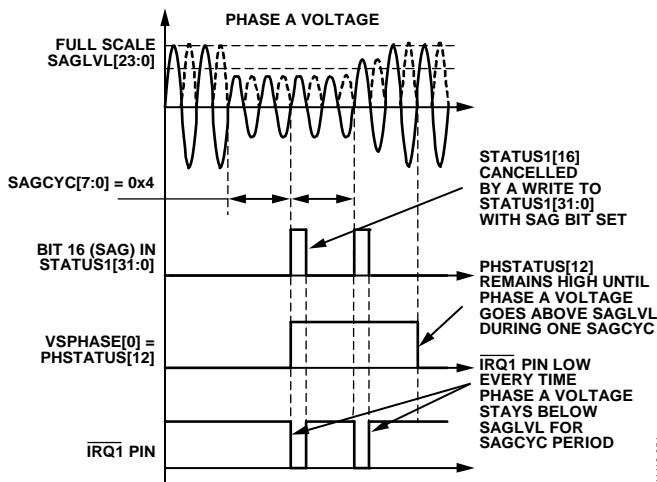 PHASE A VOLTAGE
FULL SCALE
SAGLVL[23:0]
SAGCYC[7:0] = 0x4
STATUS1[16]
CANCELLED
BY A WRITE TO
STATUS1[31:0]
WITH SAG BIT SET
BIT 16 (SAG) IN
STATUS1[31:0]
PHSTATUS[12]
REMAINS HIGH UNTIL
PHASE A VOLTAGE
GOES ABOVE SAGLVL
DURING ONE SAGCYC
VSPHASE[0] =
PHSTATUS[12]
IRQ1 PIN LOW
EVERY TIME
PHASE A VOLTAGE
STAYS BELOW
SAGLVL FOR
SAGCYC PERIOD
IRQ1 PIN